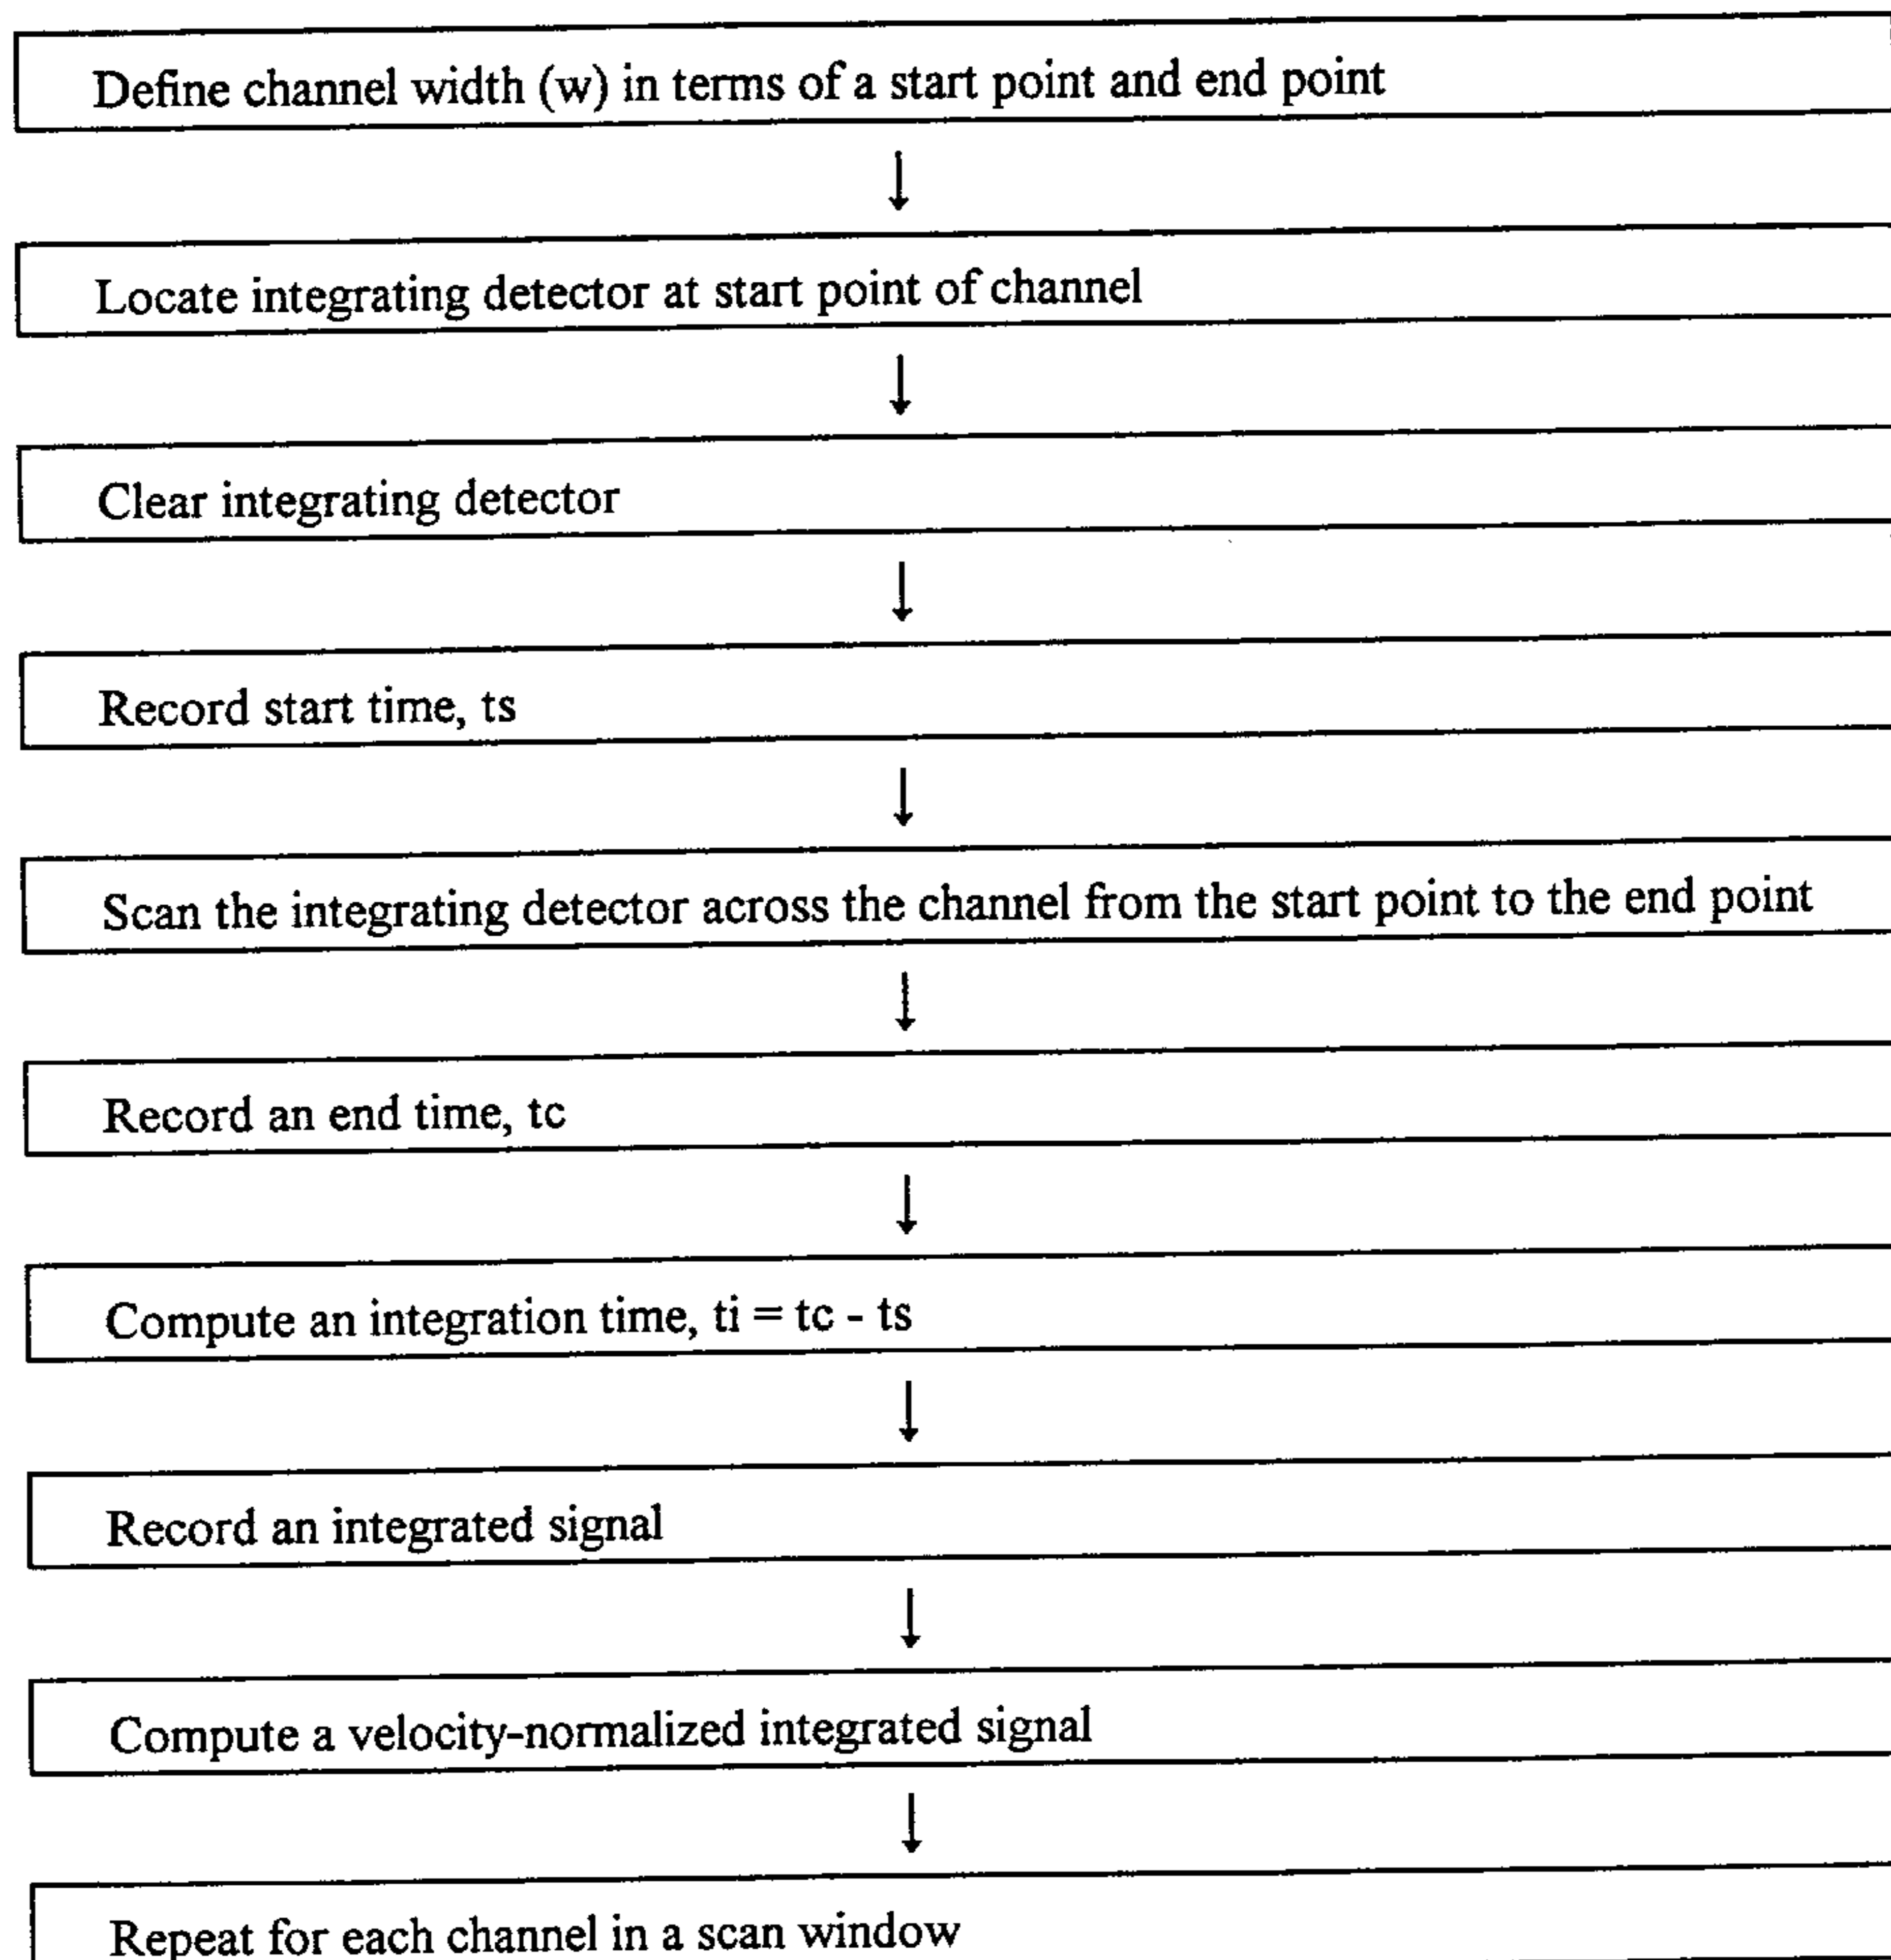 Define channel width (w) in terms of a start point and end point
Locate integrating detector at start point of channel
Clear integrating detector
Record start time, ts
Scan the integrating detector across the channel from the start point to the end point
Record an end time, tc
Compute an integration time, ti = tc - ts
Record an integrated signal
Compute a velocity-normalized integrated signal
Repeat for each channel in a scan window